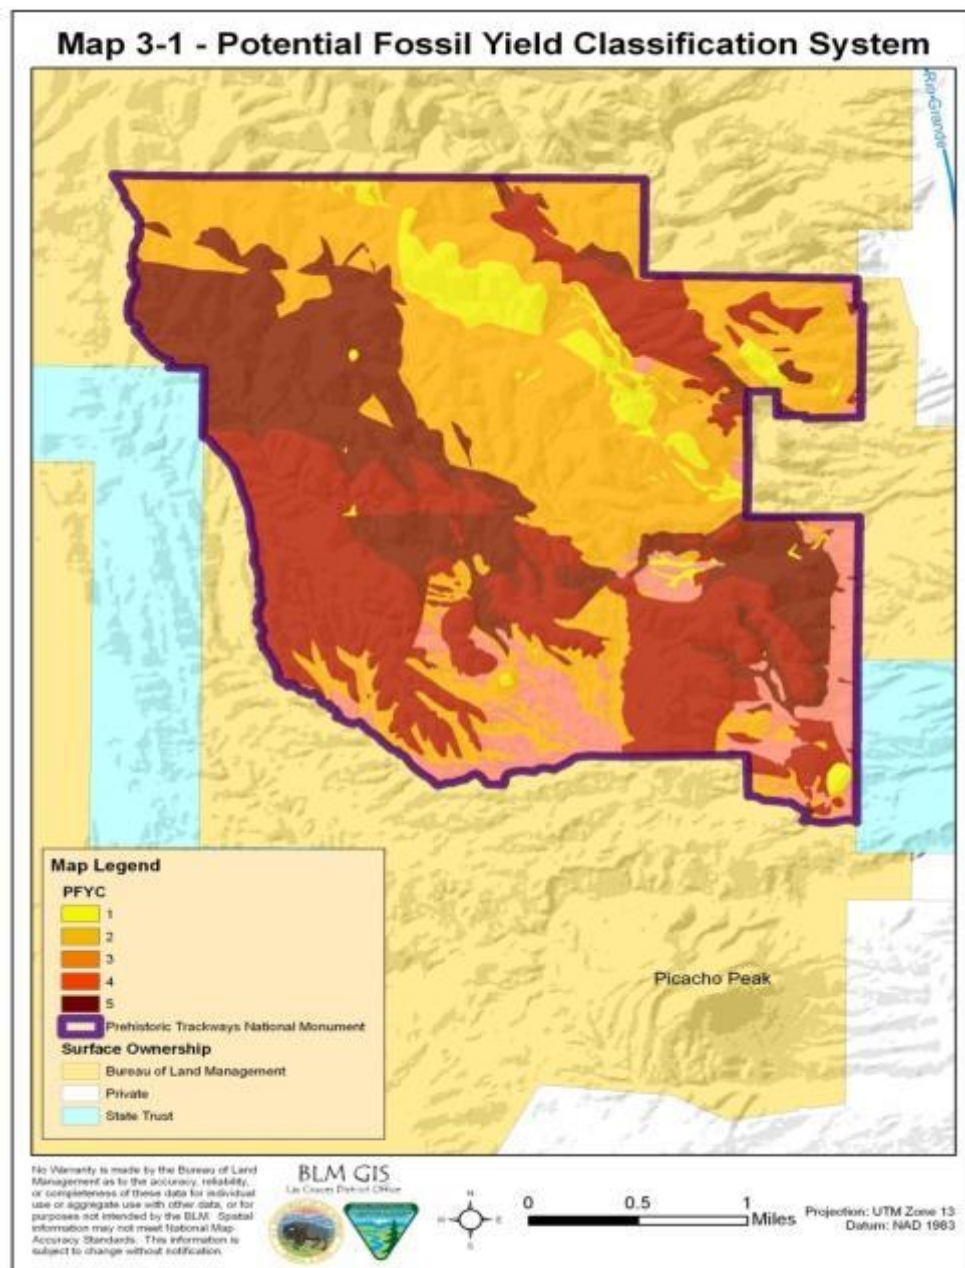 Map 3-1 - Potential Fossil Yield Classification System
Rio Grande
Picacho Peak
Map Legend
PFYC
1
2
3
4
5
Prehistoric Trackways National Monument
Surface Ownership
Bureau of Land Management
Private
State Trust
No Warranty is made by the Bureau of Land
Management as to the accuracy, reliability,
or completeness of these data for individual
use or aggregate use with other data, or for
purposes not intended by the BLM. Spatial
information may not meet National Map
Accuracy Standards. This information is
subject to change without notification.
BLM GIS
Las Cruces District Office
N
W
E
S
0 0.5 1
Miles
Projection: UTM Zone 13
Datum: NAD 1983